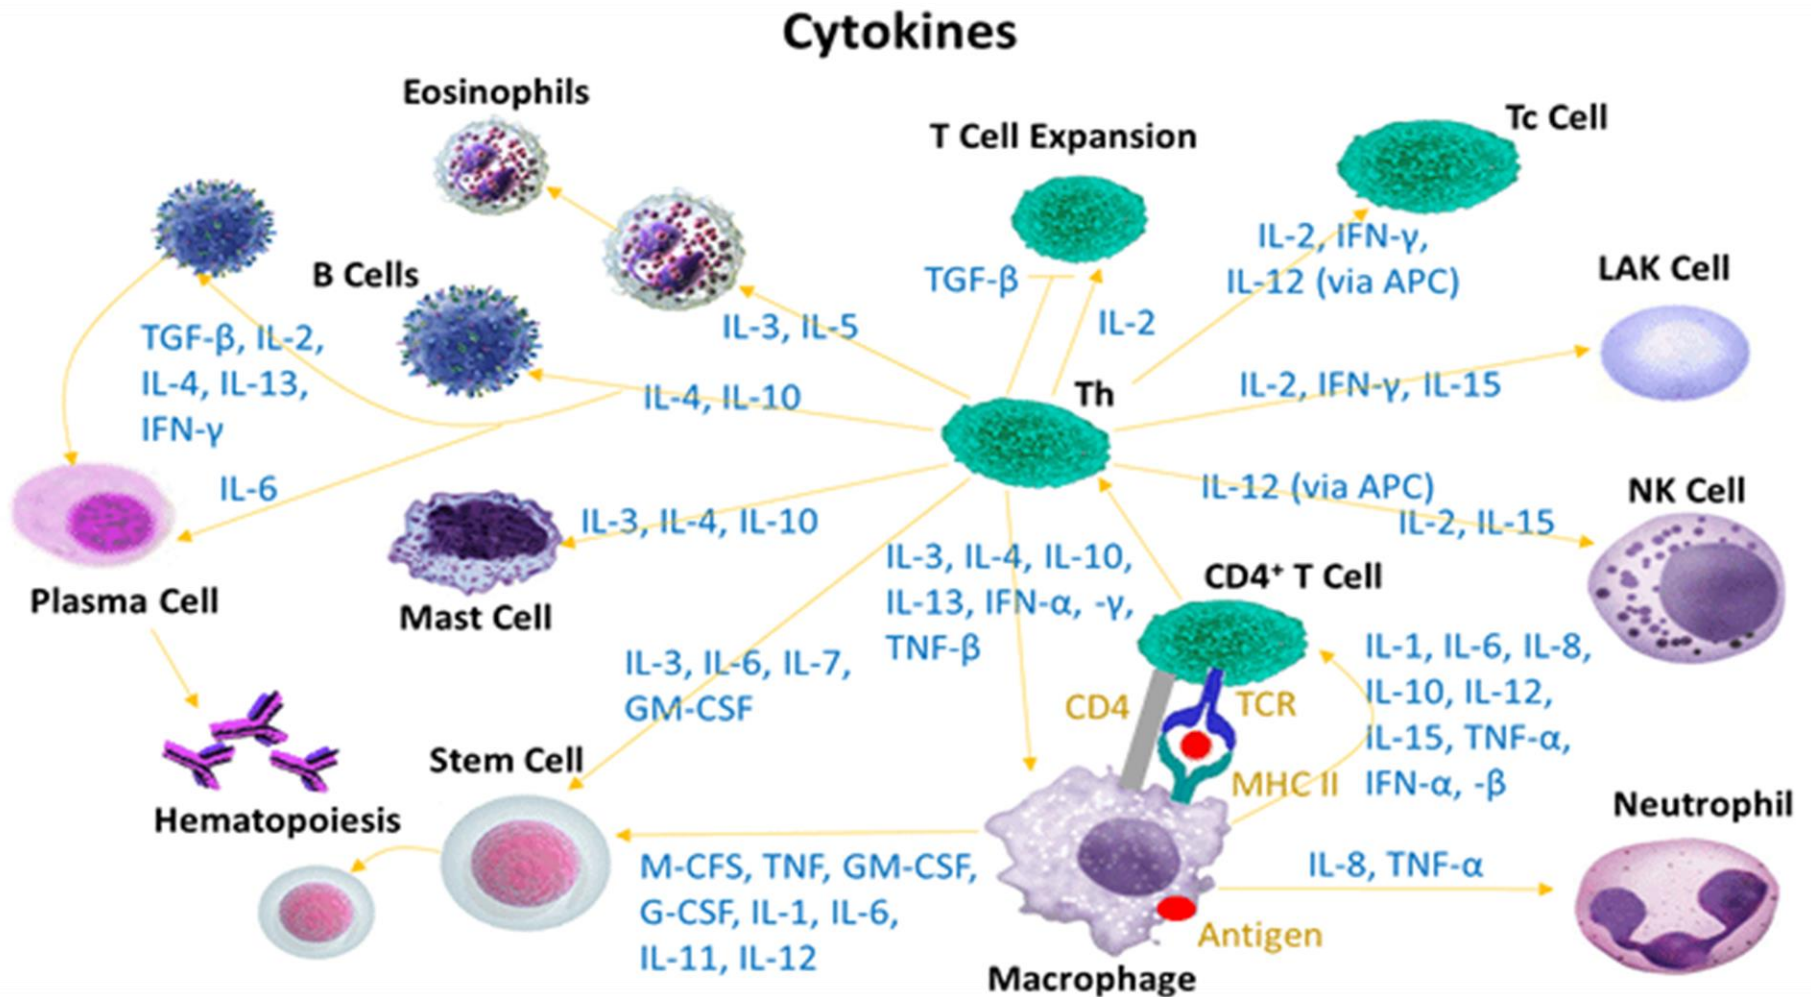 Cytokines
Eosinophils
T Cell Expansion
Tc Cell
B Cells
TGF-β
IL-2, IFN-γ,
IL-12 (via APC)
LAK Cell
TGF-β, IL-2,
IL-4, IL-13,
IFN-γ
IL-3, IL-5
IL-2
IL-4, IL-10
Th
IL-2, IFN-γ, IL-15
IL-6
IL-3, IL-4, IL-10
IL-12 (via APC)
IL-2, IL-15
NK Cell
Plasma Cell
Mast Cell
IL-3, IL-4, IL-10,
IL-13, IFN-α, -γ,
TNF-β
CD4⁺ T Cell
IL-3, IL-6, IL-7,
GM-CSF
CD4
TCR
MHC II
IL-1, IL-6, IL-8,
IL-10, IL-12,
IL-15, TNF-α,
IFN-α, -β
Stem Cell
Hematopoiesis
Neutrophil
M-CFS, TNF, GM-CSF,
G-CSF, IL-1, IL-6,
IL-11, IL-12
IL-8, TNF-α
Antigen
Macrophage